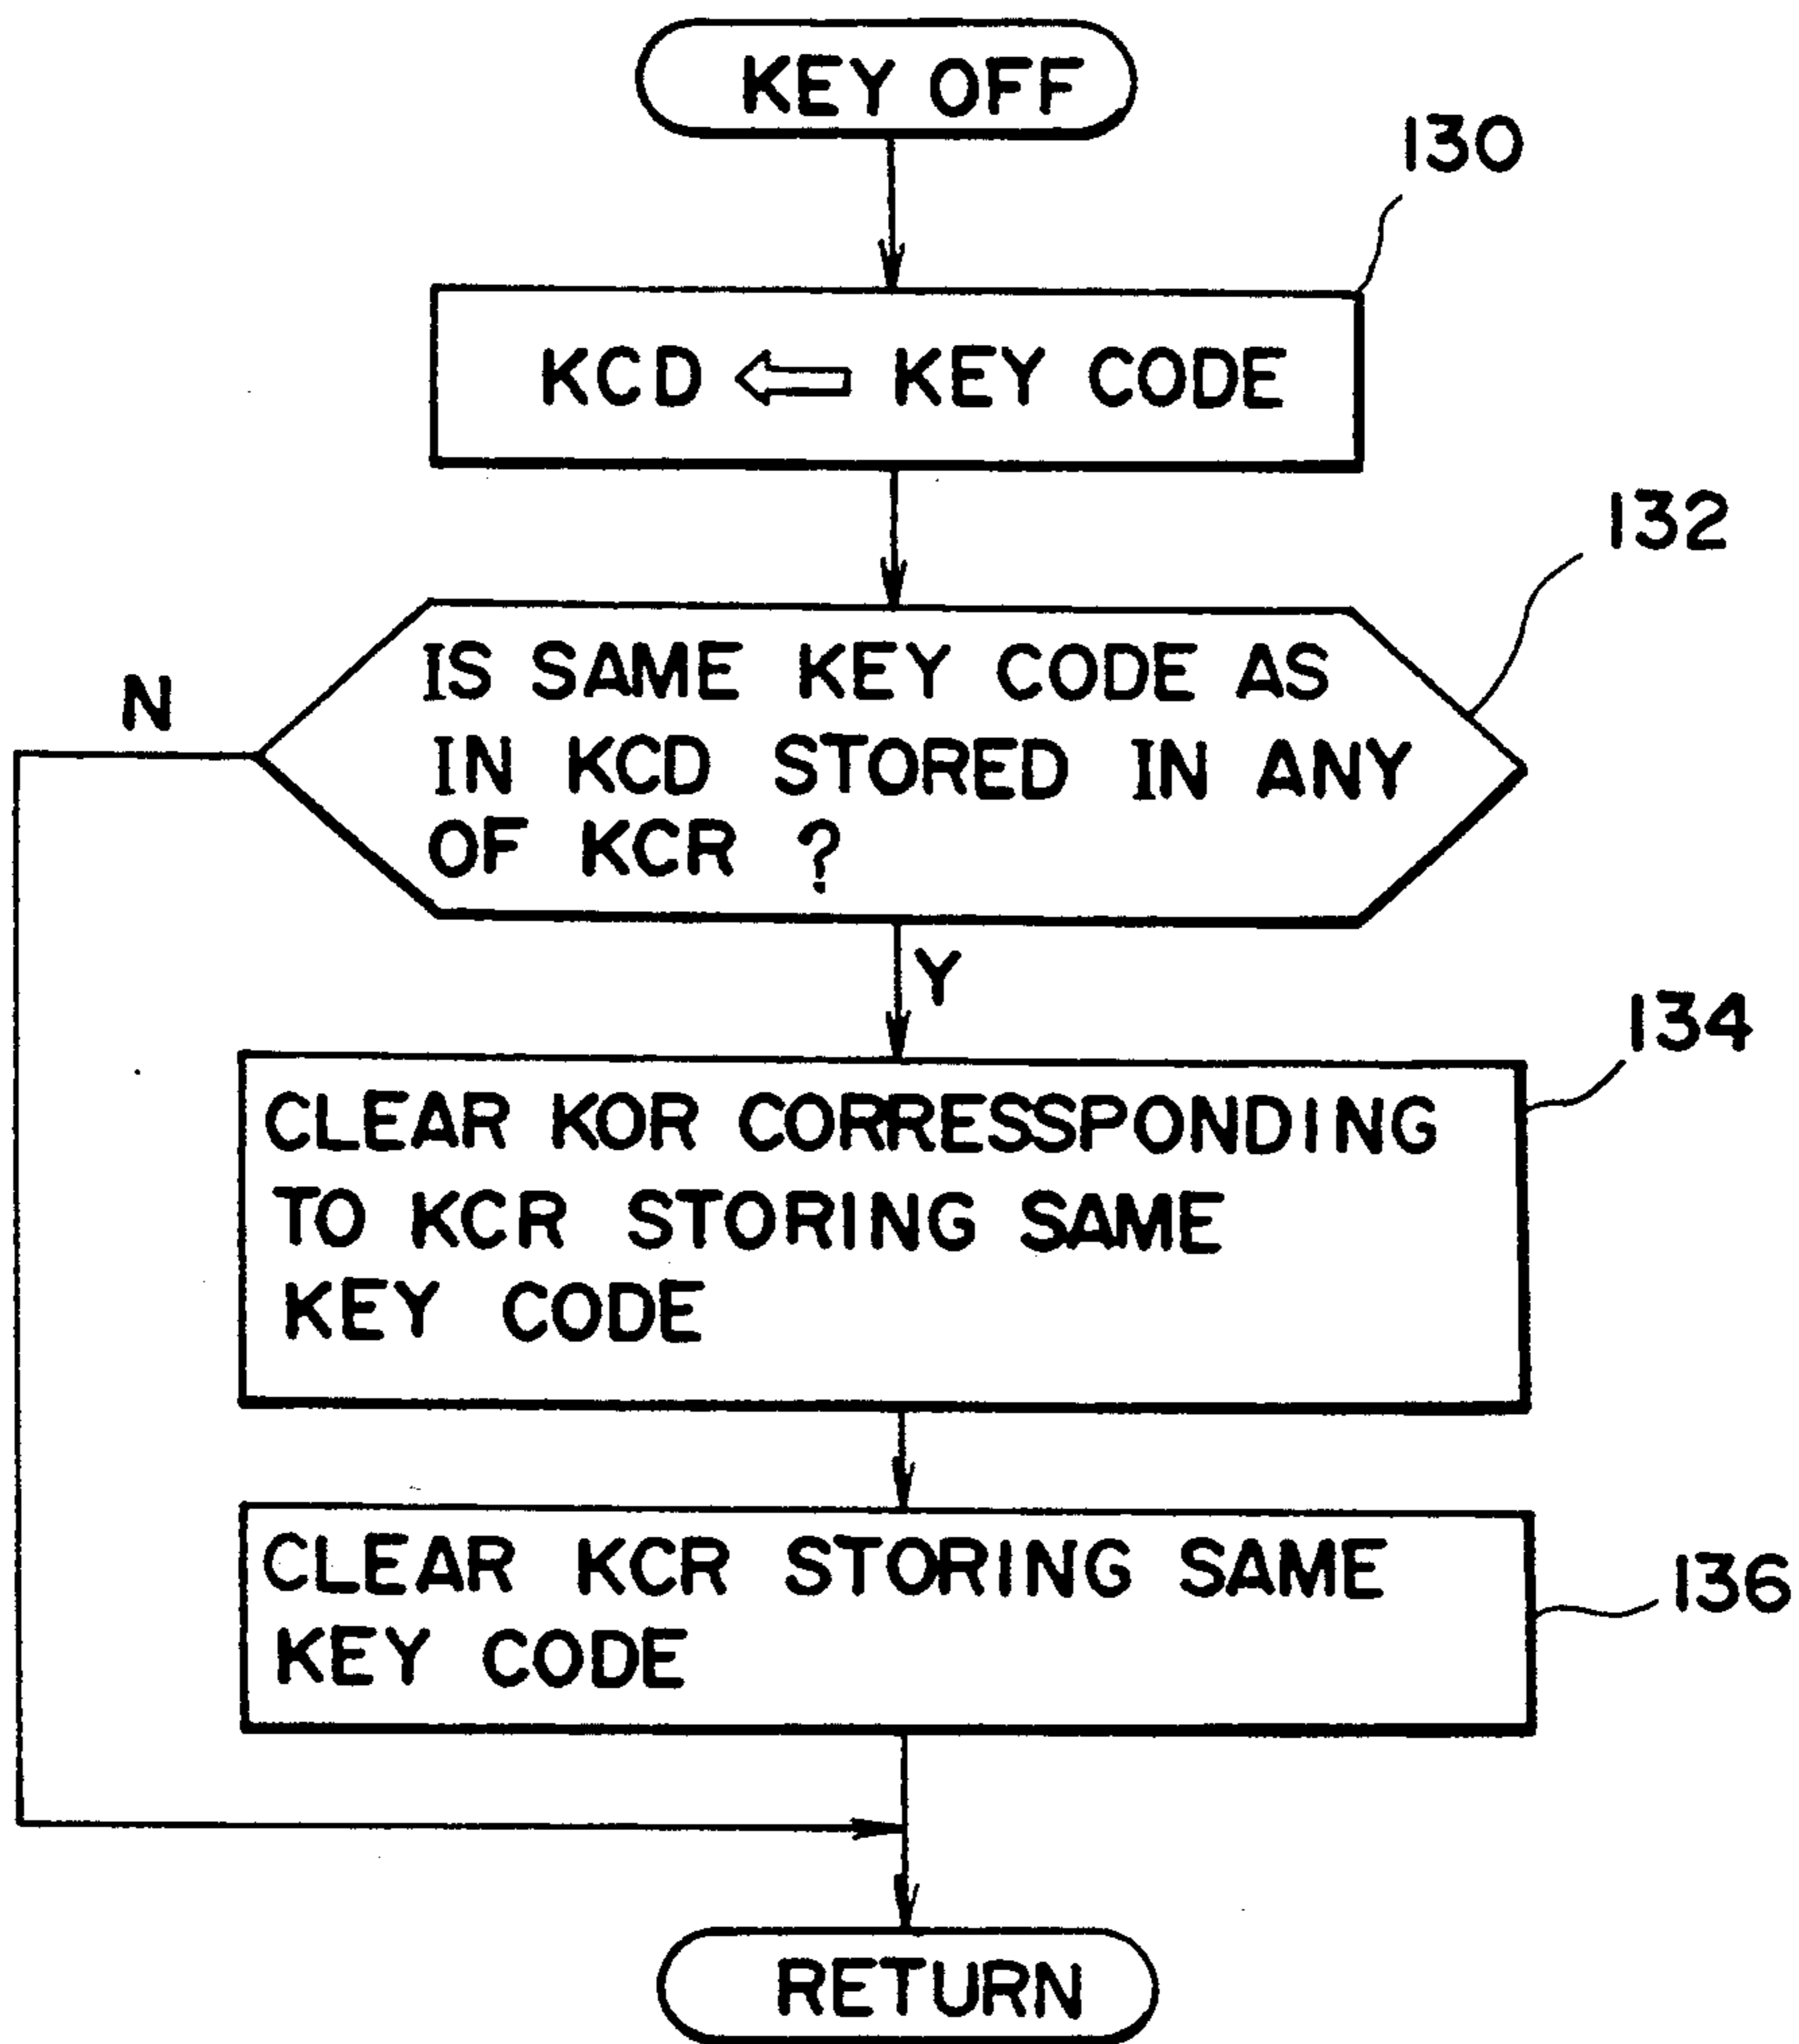 KEY OFF
130
KCD ⇐ KEY CODE
132
IS SAME KEY CODE AS
IN KCD STORED IN ANY
OF KCR ?
N
Y
134
CLEAR KOR CORRESSPONDING
TO KCR STORING SAME
KEY CODE
136
CLEAR KCR STORING SAME
KEY CODE
RETURN